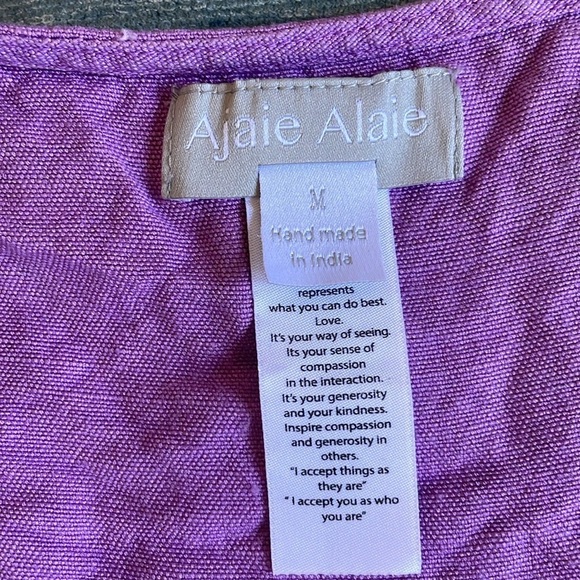 Ajaie Alaie
M
Hand made
in India
represents
what you can do best.
Love.
It's your way of seeing.
Its your sense of
compassion
in the interaction.
It's your generosity
and your kindness.
Inspire compassion
and generosity in
others.
"I accept things as
they are"
" I accept you as who
you are"